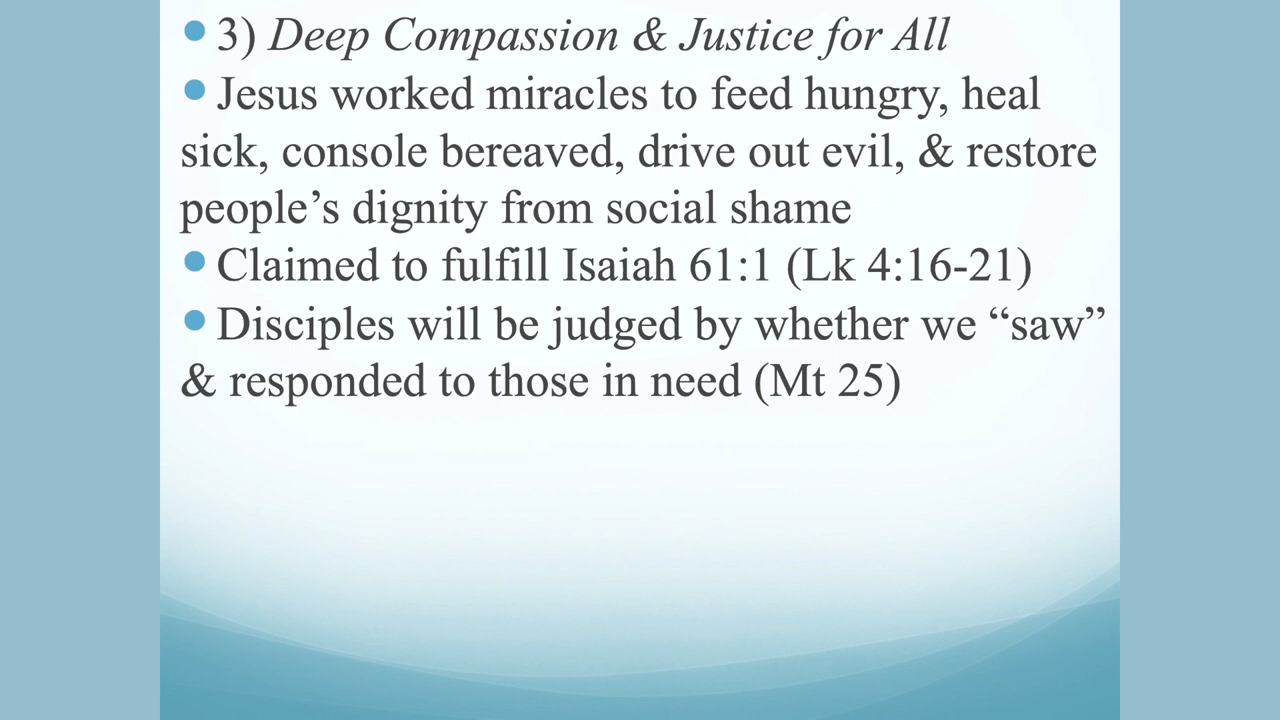 • 3) Deep Compassion & Justice for All
• Jesus worked miracles to feed hungry, heal
sick, console bereaved, drive out evil, & restore
people’s dignity from social shame
• Claimed to fulfill Isaiah 61:1 (Lk 4:16-21)
• Disciples will be judged by whether we “saw”
& responded to those in need (Mt 25)